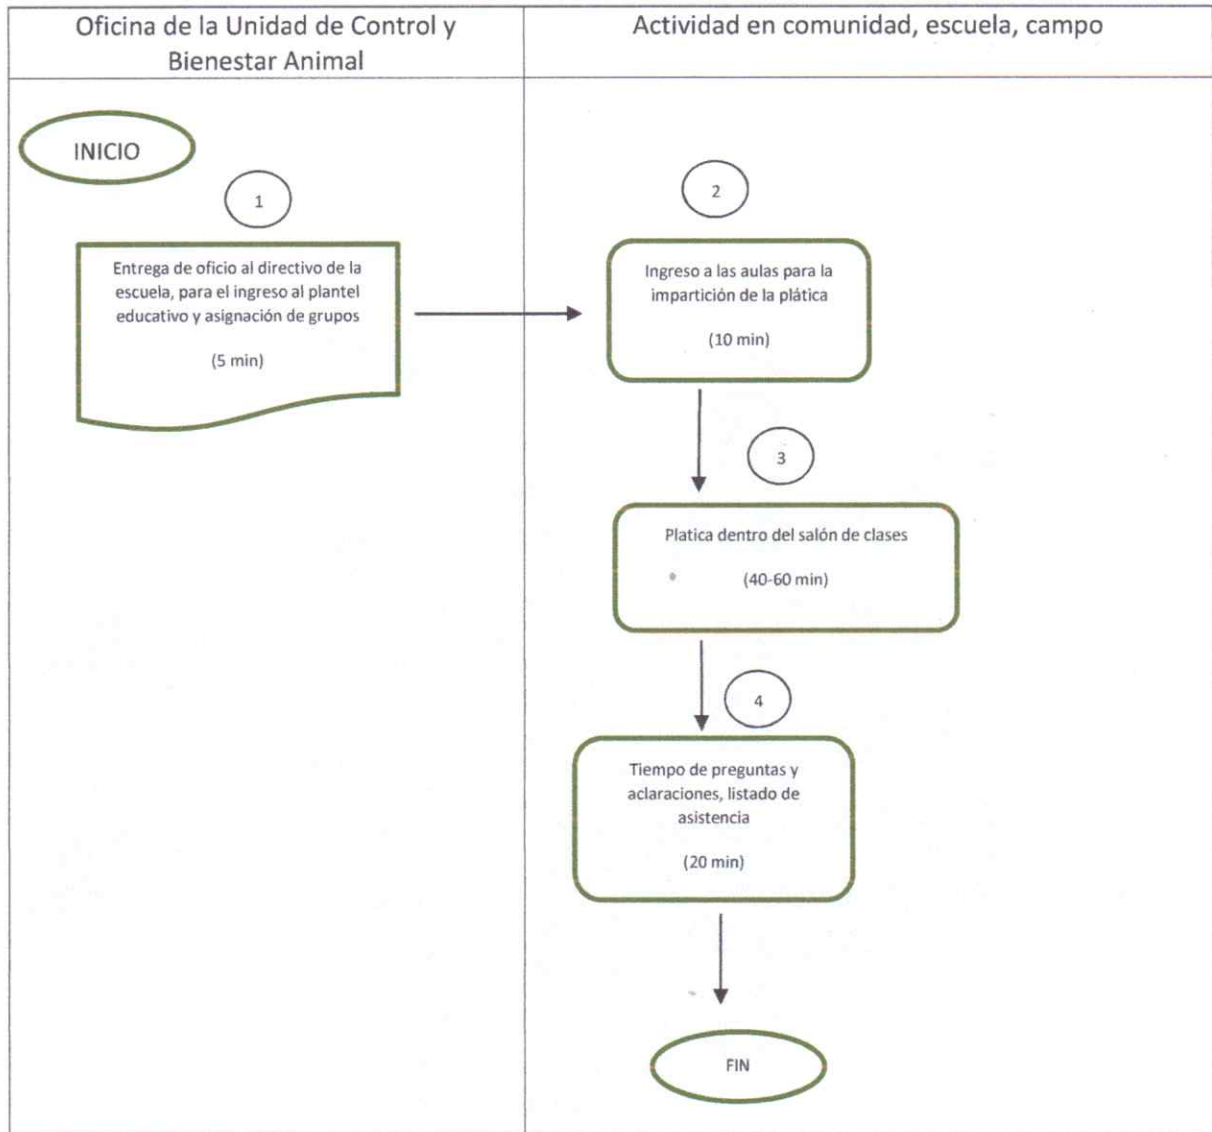 Oficina de la Unidad de Control y
Bienestar Animal
Actividad en comunidad, escuela, campo
INICIO
1
Entrega de oficio al directivo de la
escuela, para el ingreso al plantel
educativo y asignación de grupos
(5 min)
2
Ingreso a las aulas para la
impartición de la plática
(10 min)
3
Platica dentro del salón de clases
(40-60 min)
4
Tiempo de preguntas y
aclaraciones, listado de
asistencia
(20 min)
FIN